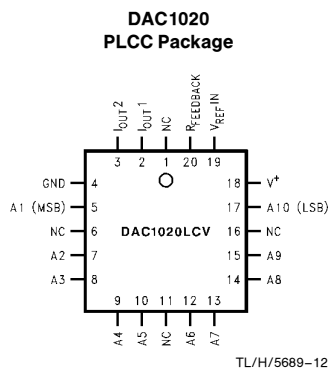 DAC1020
PLCC Package
IOUT2 IOUT1 NC RFEEDBACK VREF IN
3 2 1 20 19
GND 4 18 V+
A1 (MSB) 5 17 A10 (LSB)
NC 6 DAC1020LCV 16 NC
A2 7 15 A9
A3 8 14 A8
9 10 11 12 13
A4 A5 NC A6 A7
TL/H/5689–12